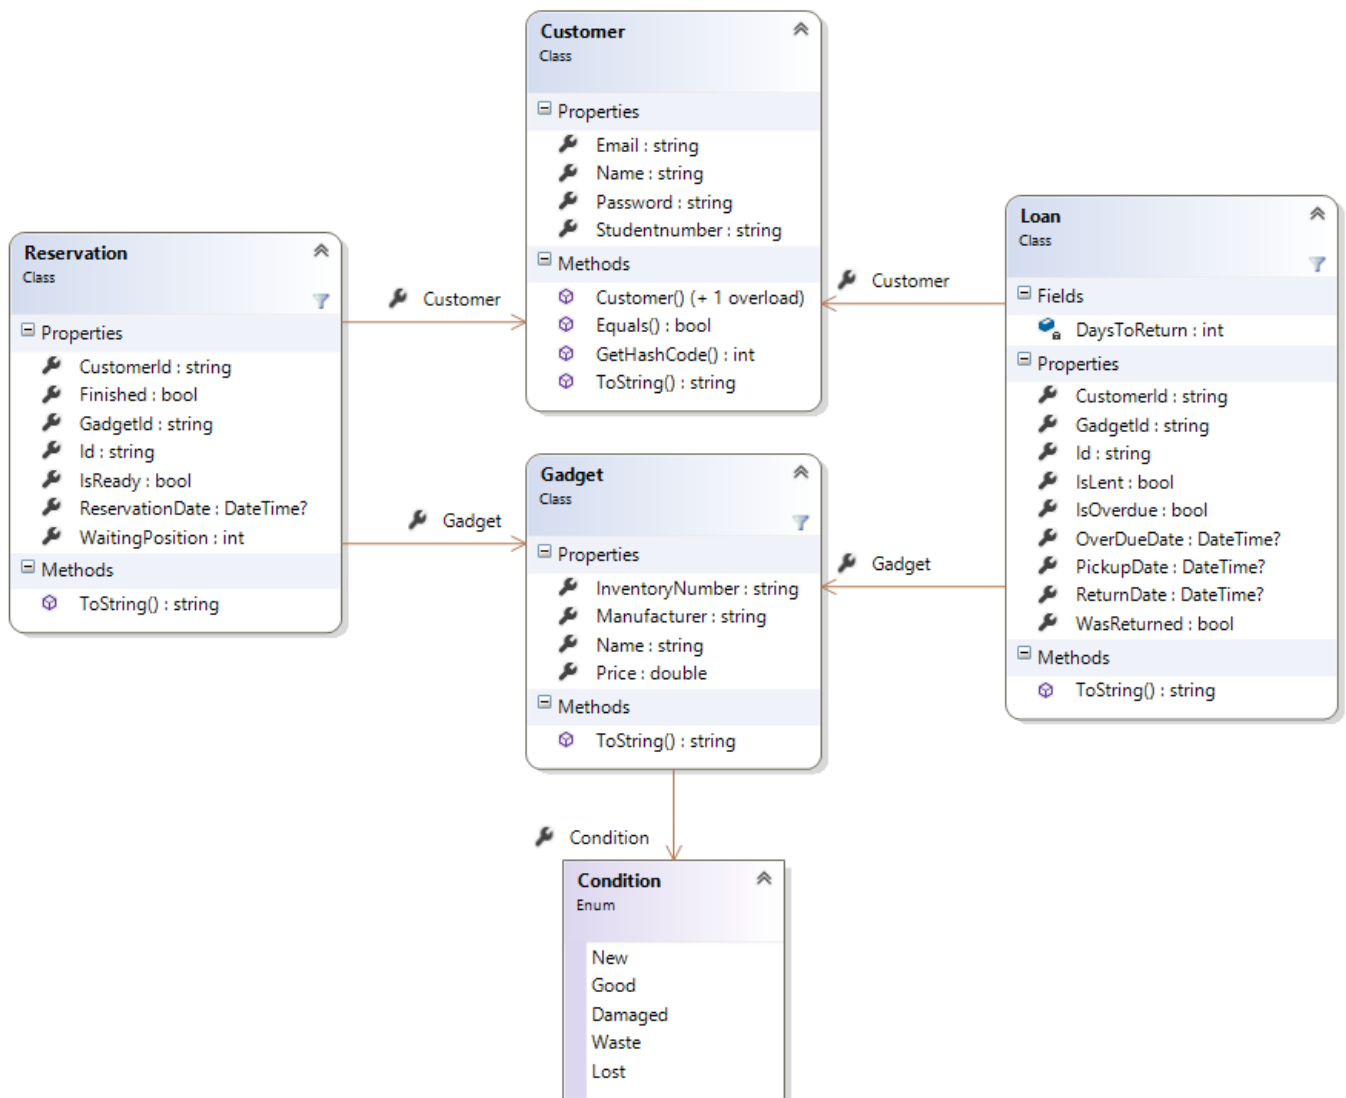 Customer
Class
Properties
Email : string
Name : string
Password : string
Studentnumber : string
Methods
Customer() (+ 1 overload)
Equals() : bool
GetHashCode() : int
ToString() : string
Reservation
Class
Properties
CustomerId : string
Finished : bool
GadgetId : string
Id : string
IsReady : bool
ReservationDate : DateTime?
WaitingPosition : int
Methods
ToString() : string
Customer
Gadget
Gadget
Class
Properties
InventoryNumber : string
Manufacturer : string
Name : string
Price : double
Methods
ToString() : string
Customer
Gadget
Loan
Class
Fields
DaysToReturn : int
Properties
CustomerId : string
GadgetId : string
Id : string
IsLent : bool
IsOverdue : bool
OverDueDate : DateTime?
PickupDate : DateTime?
ReturnDate : DateTime?
WasReturned : bool
Methods
ToString() : string
Condition
Condition
Enum
New
Good
Damaged
Waste
Lost